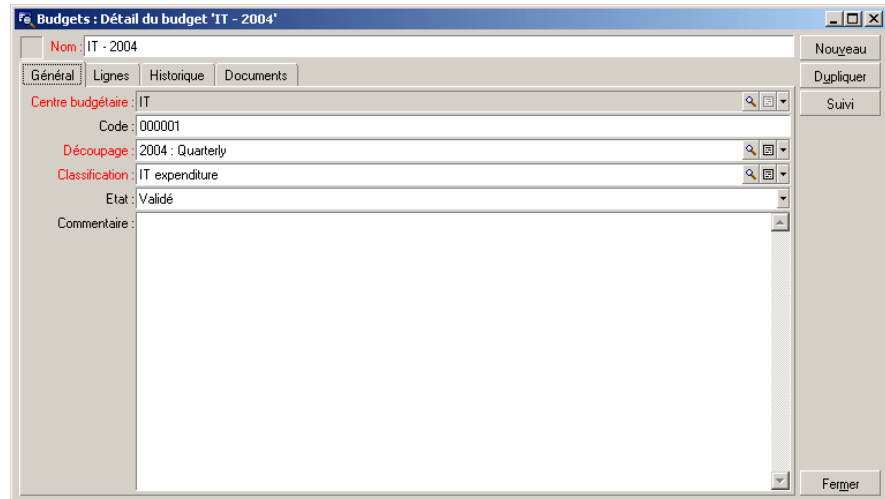 Budgets : Détail du budget 'IT - 2004'
Nom : IT - 2004
Nouveau
Général Lignes Historique Documents
Dupliquer
Centre budgétaire : IT
Suivi
Code : 000001
Découpage : 2004 : Quarterly
Classification : IT expenditure
Etat : Validé
Commentaire :
Fermer